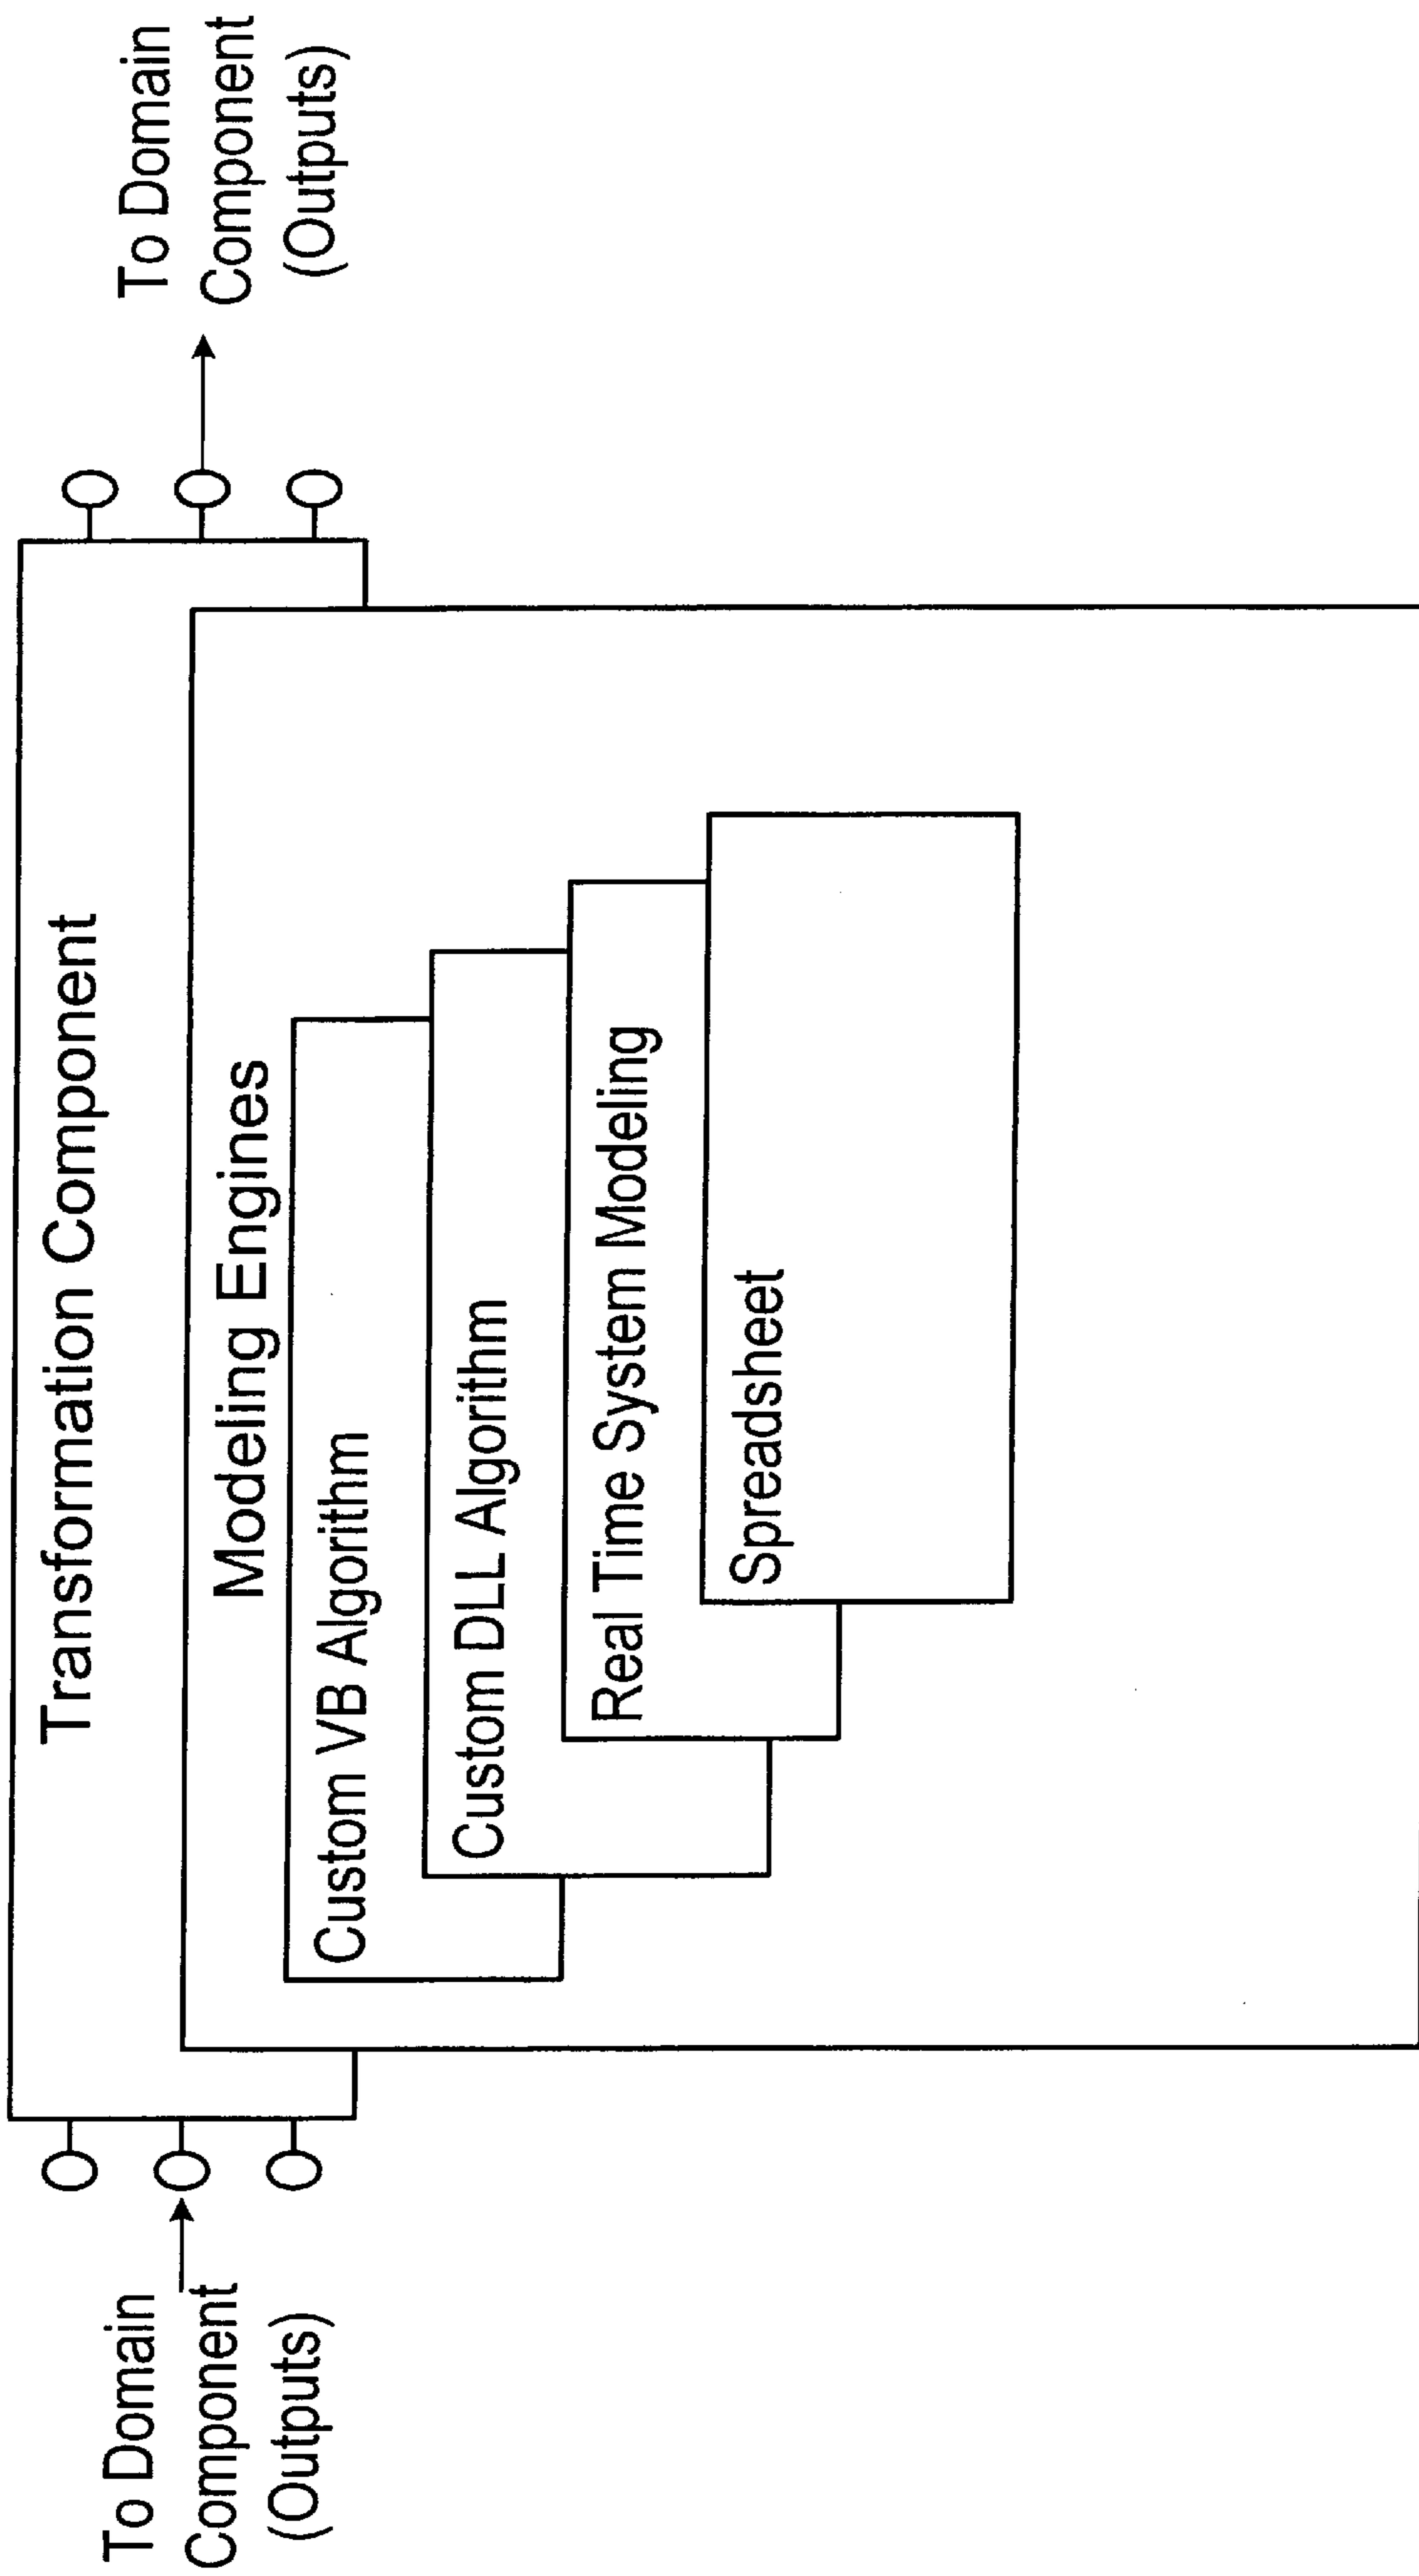 Transformation Component
Modeling Engines
Custom VB Algorithm
Custom DLL Algorithm
Real Time System Modeling
Spreadsheet
To Domain
Component
(Outputs)
To Domain
Component
(Outputs)